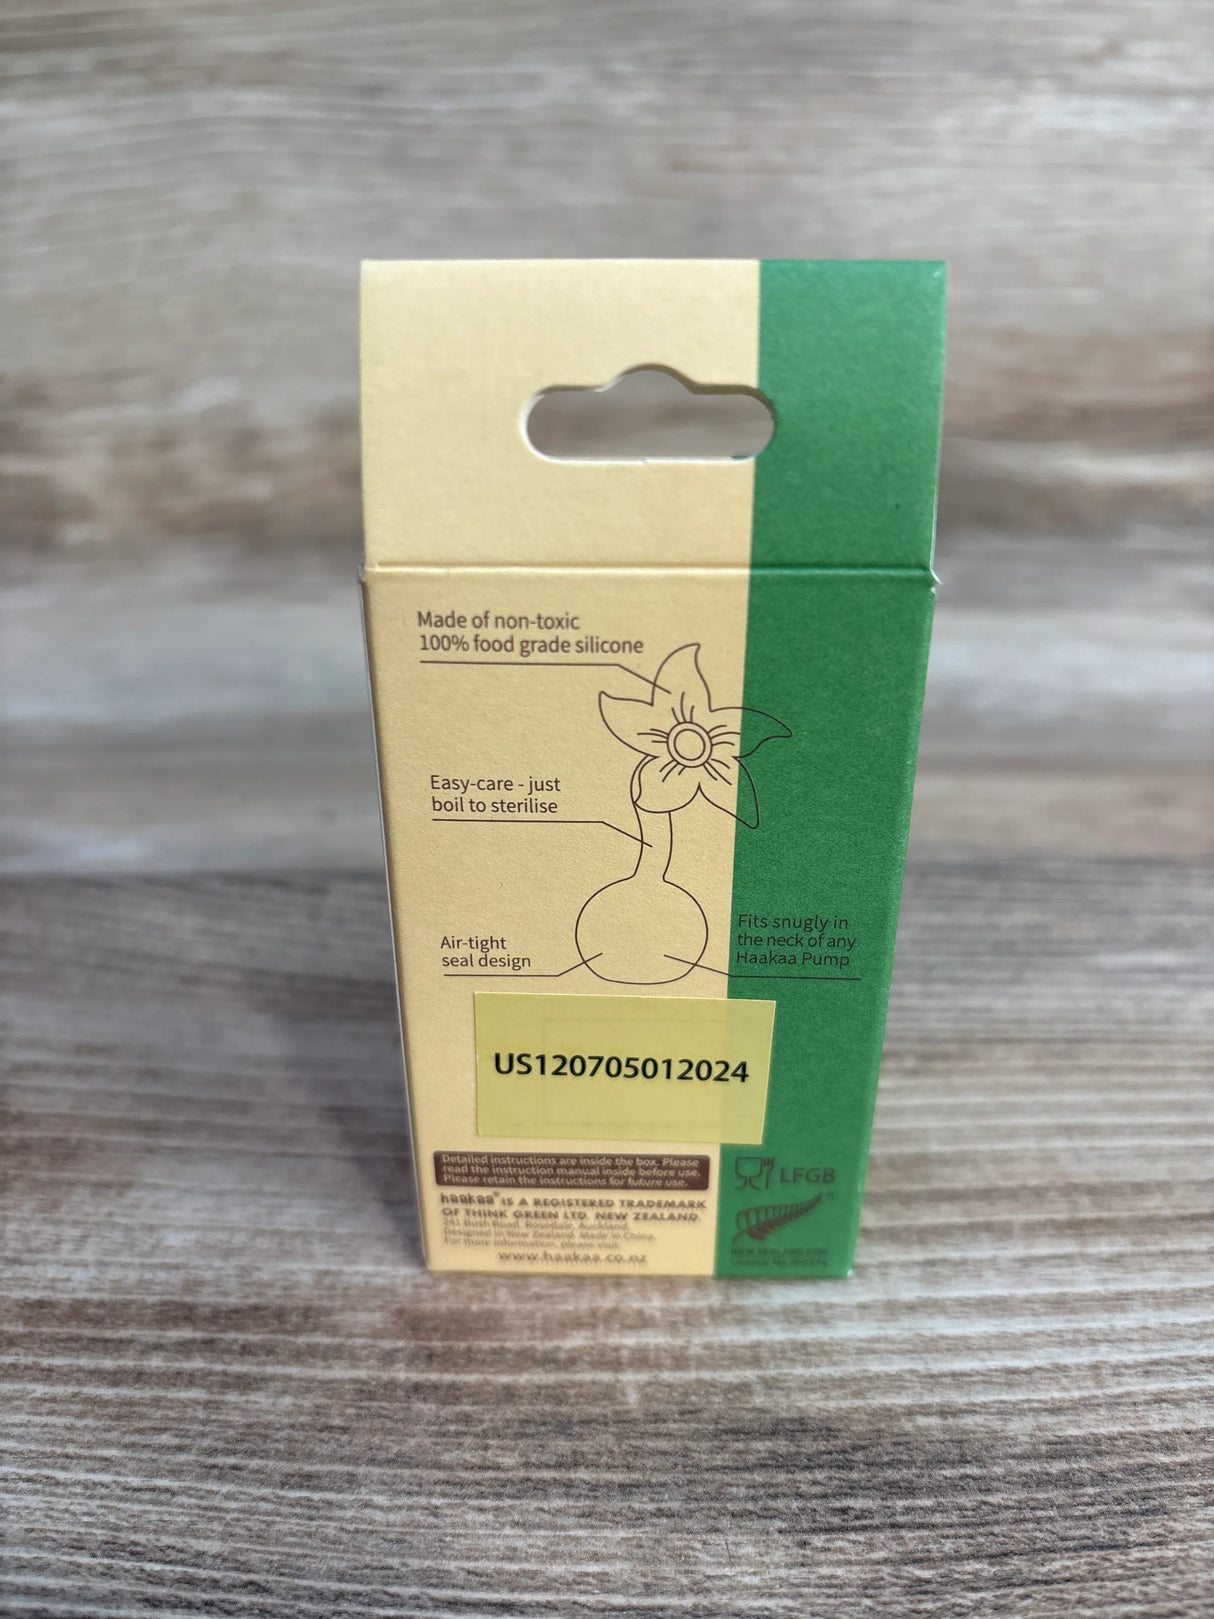 Made of non-toxic
100% food grade silicone
Easy-care - just
boil to sterilise
Air-tight
seal design
Fits snugly in
the neck of any
Haakaa Pump
US120705012024
Detailed instructions are inside the box. Please
read the instruction manual inside before use.
Please retain the instructions for future use.
haakaa® IS A REGISTERED TRADEMARK
OF THINK GREEN LTD. NEW ZEALAND.
241 Bush Road, Rosedale, Auckland.
Designed in New Zealand. Made in China.
For more information, please visit:
www.haakaa.co.nz
LFGB